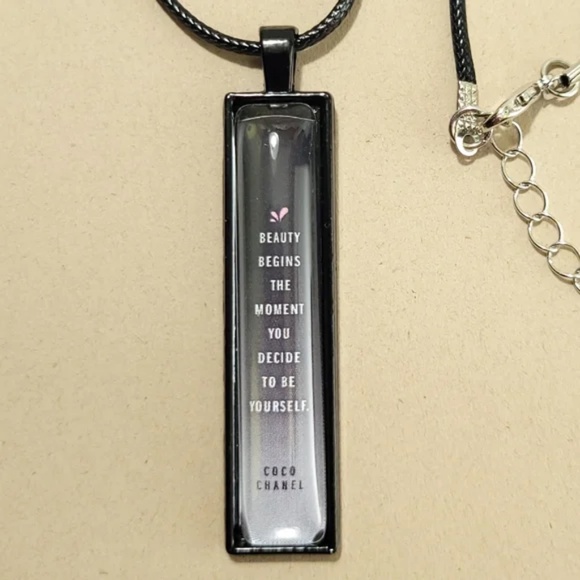 BEAUTY
BEGINS
THE
MOMENT
YOU
DECIDE
TO BE
YOURSELF.
COCO
CHANEL